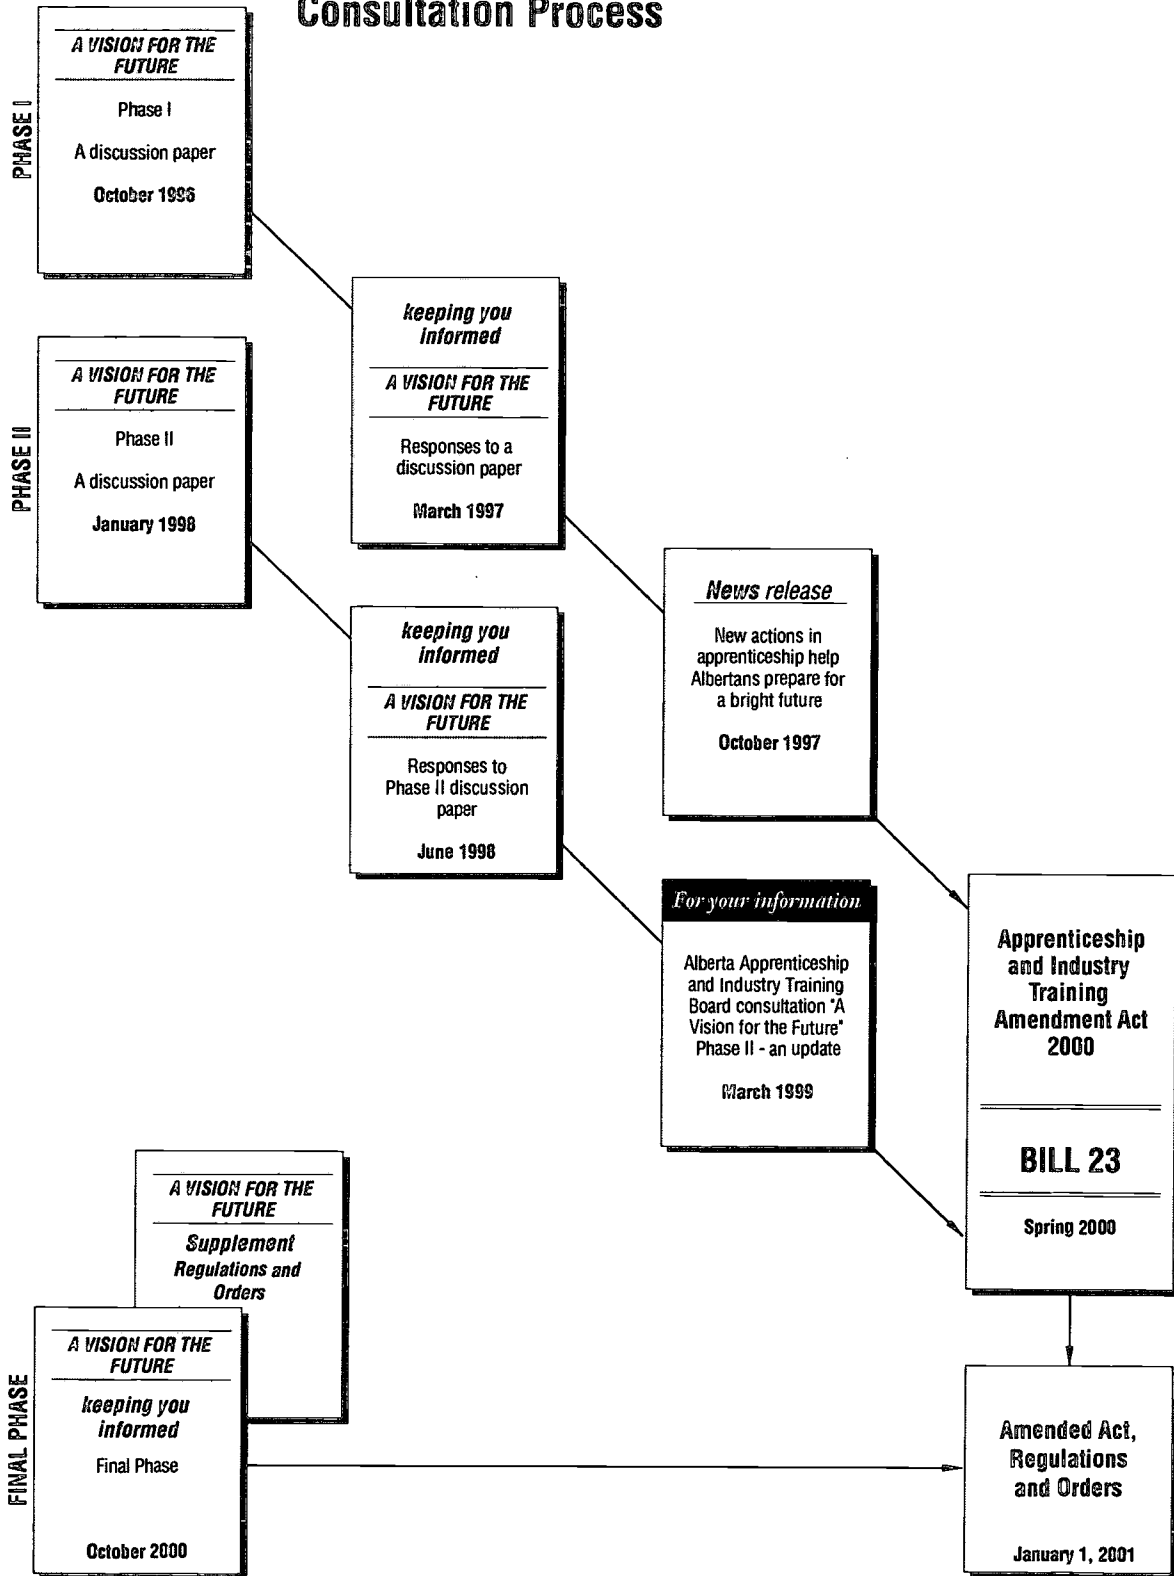 Consultation Process
PHASE I
A VISION FOR THE
FUTURE
Phase I
A discussion paper
October 1996
keeping you
informed
A VISION FOR THE
FUTURE
Responses to a
discussion paper
March 1997
News release
New actions in
apprenticeship help
Albertans prepare for
a bright future
October 1997
PHASE II
A VISION FOR THE
FUTURE
Phase II
A discussion paper
January 1998
keeping you
informed
A VISION FOR THE
FUTURE
Responses to
Phase II discussion
paper
June 1998
For your information
Alberta Apprenticeship
and Industry Training
Board consultation "A
Vision for the Future"
Phase II - an update
March 1999
Apprenticeship
and Industry
Training
Amendment Act
2000
BILL 23
Spring 2000
FINAL PHASE
A VISION FOR THE
FUTURE
Supplement
Regulations and
Orders
A VISION FOR THE
FUTURE
keeping you
informed
Final Phase
October 2000
Amended Act,
Regulations
and Orders
January 1, 2001